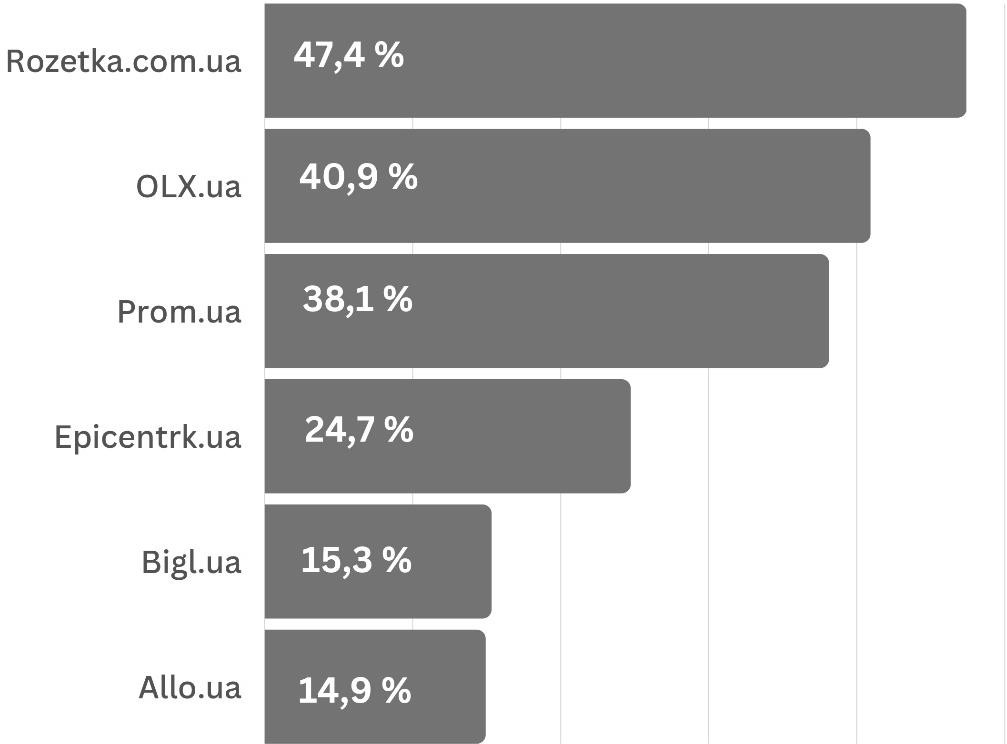 Rozetka.com.ua 47,4 %
OLX.ua 40,9 %
Prom.ua 38,1 %
Epicentrk.ua 24,7 %
Bigl.ua 15,3 %
Allo.ua 14,9 %